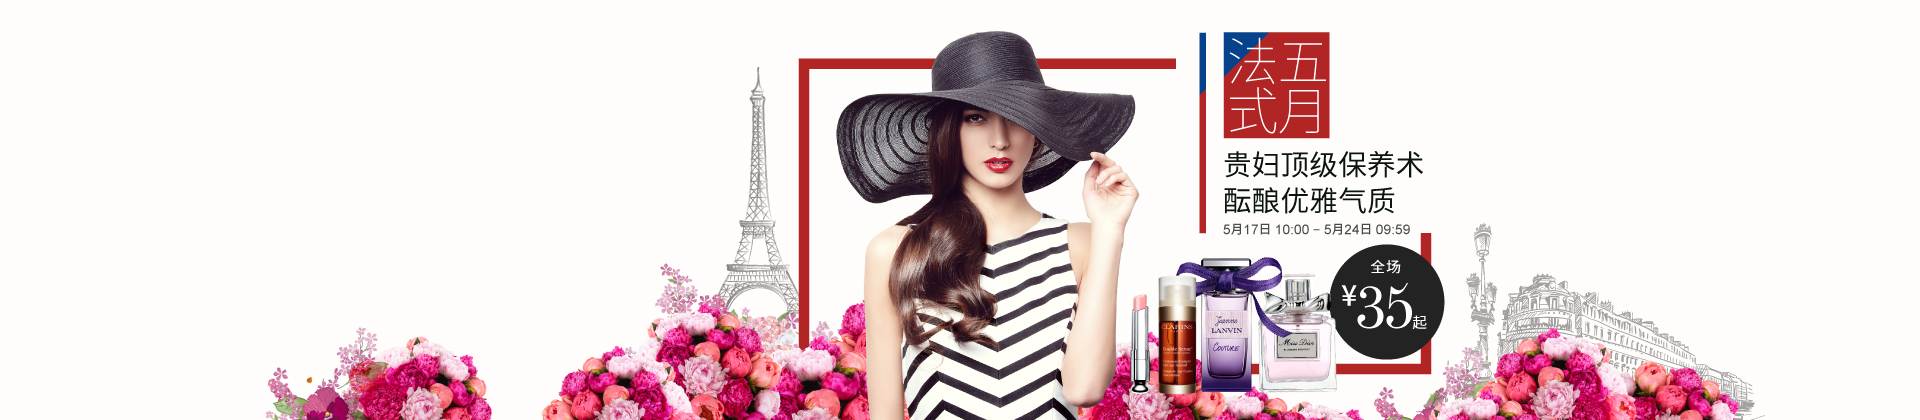 五月
法式
贵妇顶级保养术
酝酿优雅气质
5月17日 10:00 – 5月24日 09:59
全场
¥35起
CLARINS
Double Serum
Jeanne
LANVIN
COUTURE
Miss Dior